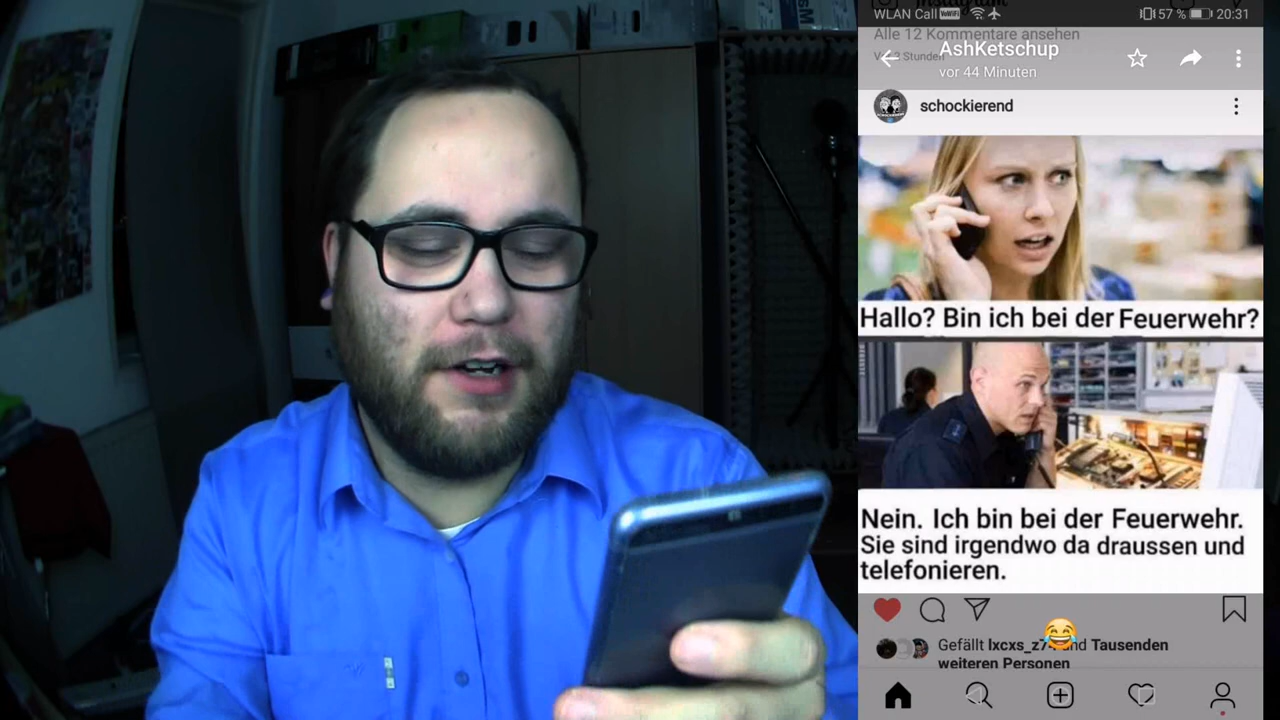 WLAN Call VoWiFi 57 % 20:31
Alle 12 Kommentare ansehen
AshKetschup
vor 44 Minuten
schockierend
Hallo? Bin ich bei der Feuerwehr?
Nein. Ich bin bei der Feuerwehr.
Sie sind irgendwo da draussen und
telefonieren.
Gefällt und Tausenden
weiteren Personen